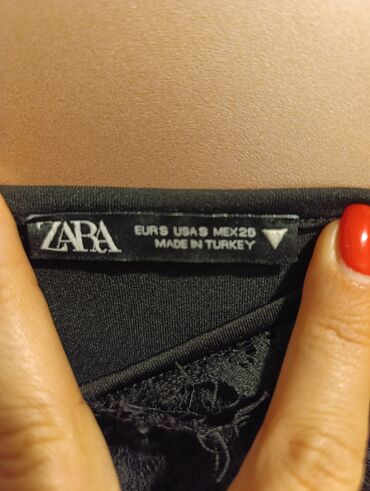 ZARA
EUR S USA S MEX 26
MADE IN TURKEY